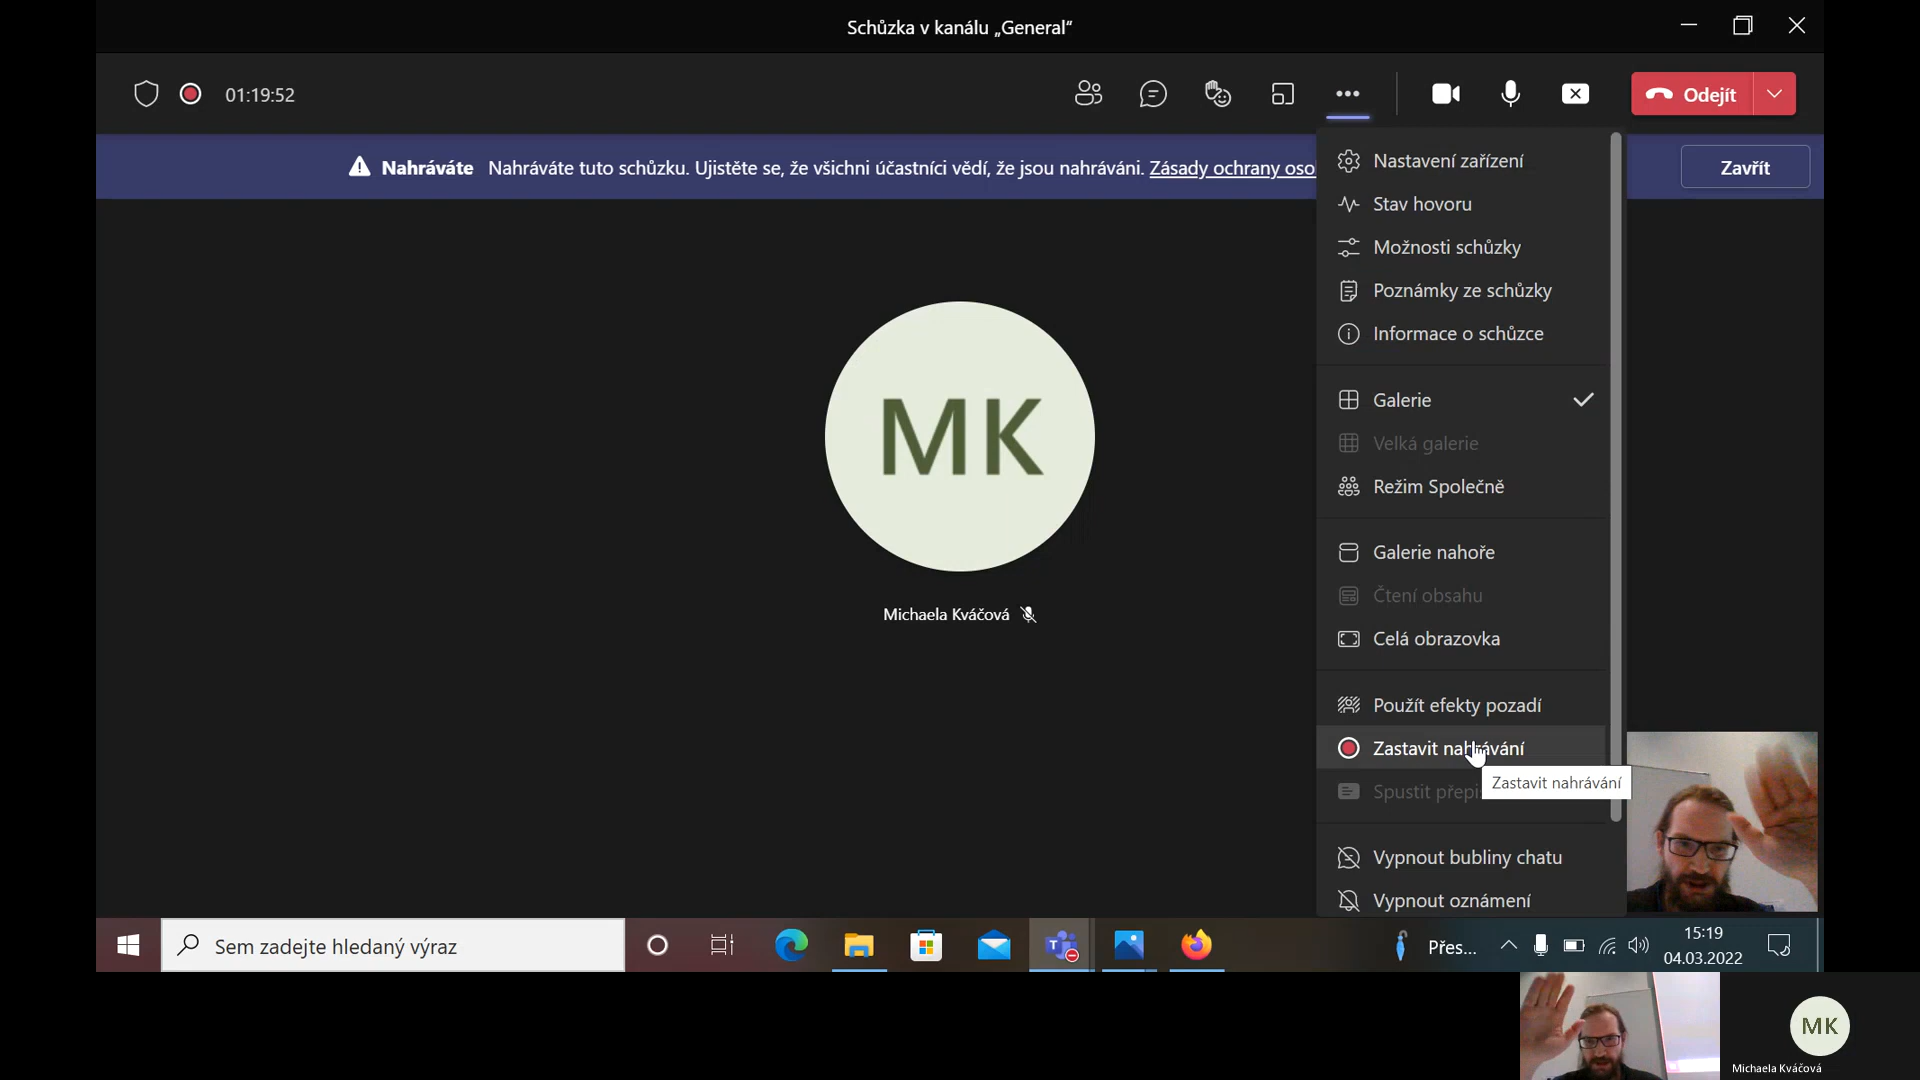 Schůzka v kanálu „General“
01:19:52
Odejít
Nahráváte Nahráváte tuto schůzku. Ujistěte se, že všichni účastníci vědí, že jsou nahráváni. Zásady ochrany oso
Zavřít
Nastavení zařízení
Stav hovoru
Možnosti schůzky
Poznámky ze schůzky
Informace o schůzce
Galerie
Velká galerie
Režim Společně
Galerie nahoře
Čtení obsahu
Celá obrazovka
Použít efekty pozadí
Zastavit nahrávání
Zastavit nahrávání
Spustit přepi
Vypnout bubliny chatu
Vypnout oznámení
MK
Michaela Kváčová
Sem zadejte hledaný výraz
Přes...
15:19
04.03.2022
MK
Michaela Kváčová